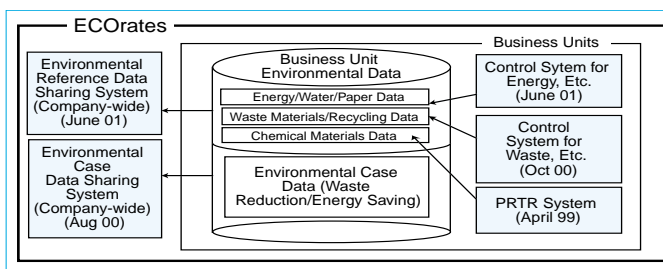 ECOrates
Environmental
Reference Data
Sharing System
(Company-wide)
(June 01)
Environmental
Case
Data Sharing
System
(Company-wide)
(Aug 00)
Business Units
Business Unit
Environmental Data
Energy/Water/Paper Data
Waste Materials/Recycling Data
Chemical Materials Data
Environmental Case
Data (Waste
Reduction/Energy Saving)
Control Sytem for
Energy, Etc.
(June 01)
Control
System for
Waste, Etc.
(Oct 00)
PRTR System
(April 99)